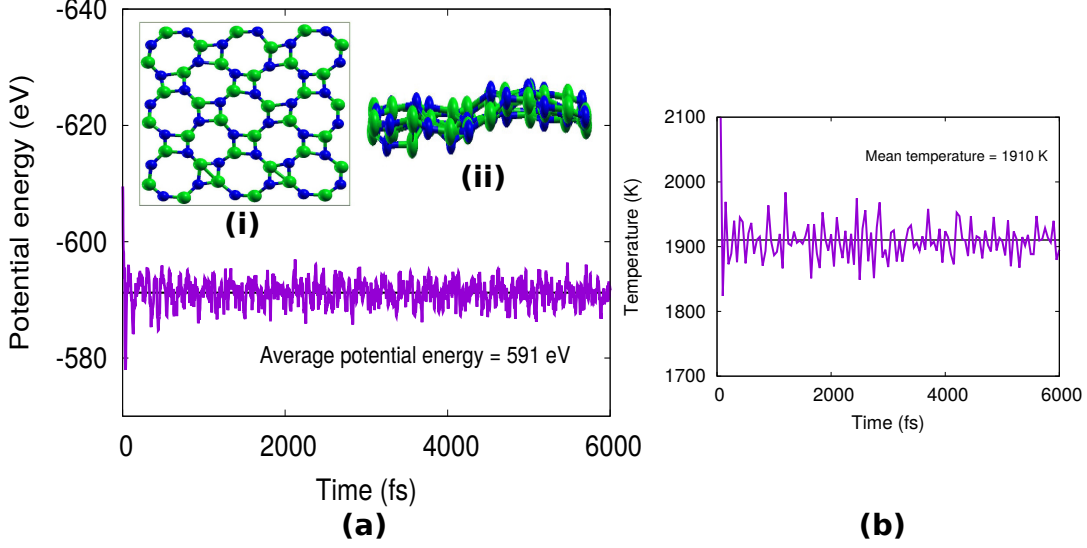 Potential energy (eV)
-640
-620
-600
-580
(i)
(ii)
Average potential energy = 591 eV
0
2000
4000
6000
Time (fs)
(a)
Temperature (K)
2100
2000
1900
1800
1700
Mean temperature = 1910 K
0
2000
4000
6000
Time (fs)
(b)